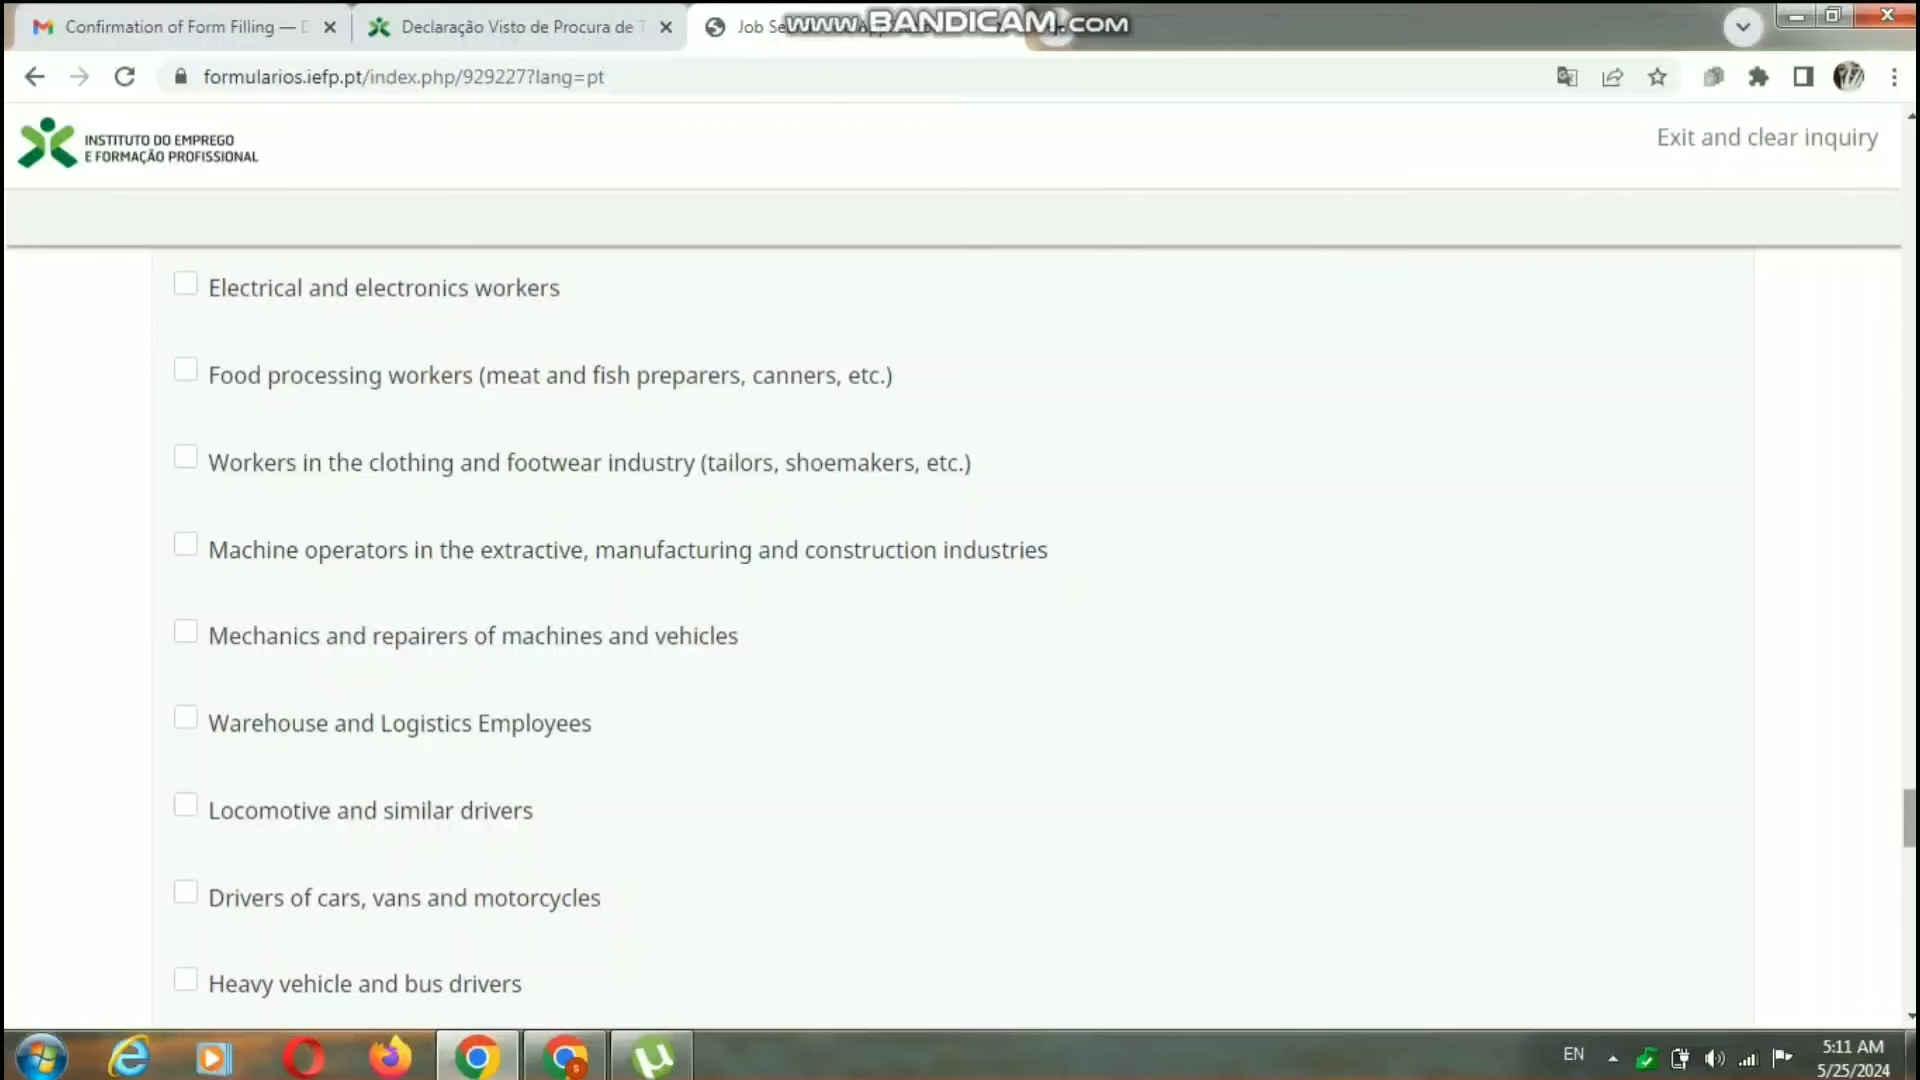 Confirmation of Form Filling —
Declaração Visto de Procura de T
Job Se
www.BANDICAM.COM
formularios.iefp.pt/index.php/929227?lang=pt
INSTITUTO DO EMPREGO
E FORMAÇÃO PROFISSIONAL
Exit and clear inquiry
Electrical and electronics workers
Food processing workers (meat and fish preparers, canners, etc.)
Workers in the clothing and footwear industry (tailors, shoemakers, etc.)
Machine operators in the extractive, manufacturing and construction industries
Mechanics and repairers of machines and vehicles
Warehouse and Logistics Employees
Locomotive and similar drivers
Drivers of cars, vans and motorcycles
Heavy vehicle and bus drivers
EN
5:11 AM
5/25/2024